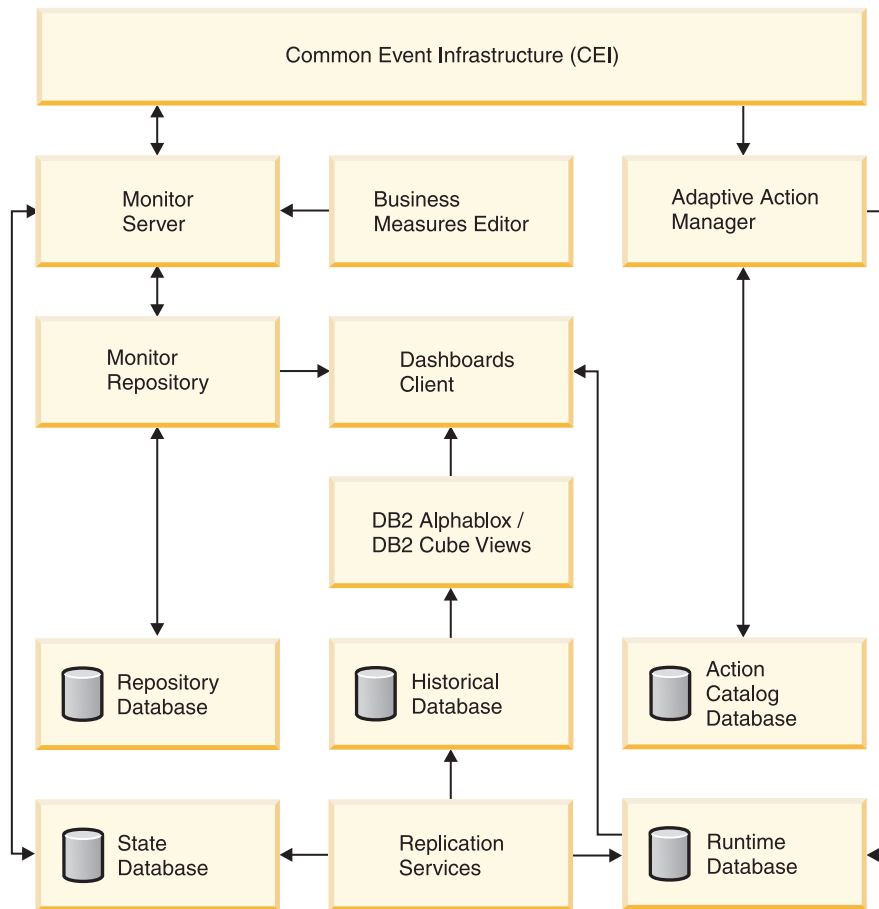 Common Event Infrastructure (CEI)
Monitor
Server
Business
Measures Editor
Adaptive Action
Manager
Monitor
Repository
Dashboards
Client
DB2 Alphablox /
DB2 Cube Views
Repository
Database
Historical
Database
Action
Catalog
Database
State
Database
Replication
Services
Runtime
Database